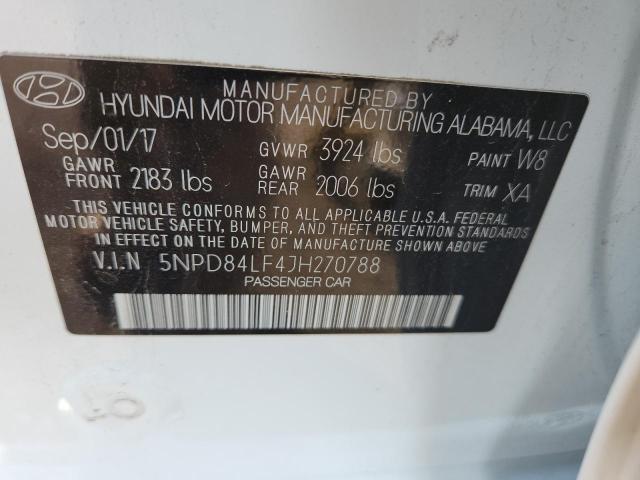 MANUFACTURED BY
HYUNDAI MOTOR MANUFACTURING ALABAMA, LLC
Sep/01/17 GVWR 3924 lbs PAINT W8
GAWR FRONT 2183 lbs GAWR REAR 2006 lbs TRIM XA
THIS VEHICLE CONFORMS TO ALL APPLICABLE U.S.A. FEDERAL
MOTOR VEHICLE SAFETY, BUMPER, AND THEFT PREVENTION STANDARDS
IN EFFECT ON THE DATE OF MANUFACTURE SHOWN ABOVE.
V.I.N 5NPD84LF4JH270788
PASSENGER CAR